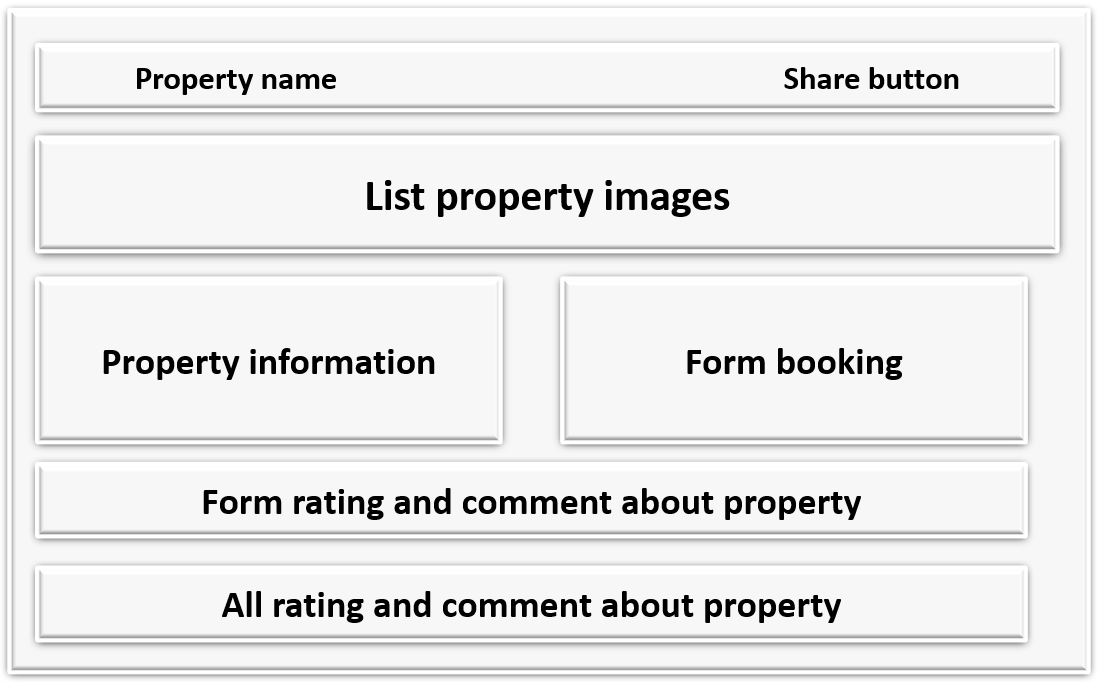 Property name
Share button
List property images
Property information
Form booking
Form rating and comment about property
All rating and comment about property